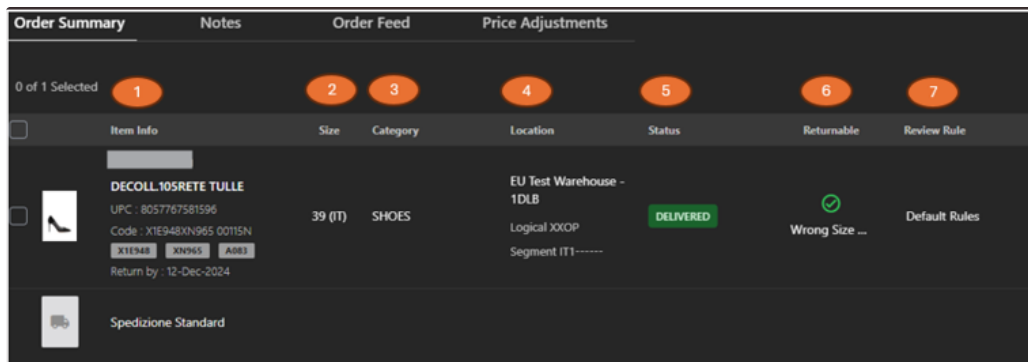 Order Summary Notes Order Feed Price Adjustments
0 of 1 Selected 1 2 3 4 5 6 7
Item Info Size Category Location Status Returnable Review Rule
DECOLL.105RETE TULLE
UPC : 8057767581596
Code : X1E948XN965 00115N
X1E948 XN965 A083
Return by : 12-Dec-2024
39 (IT)
SHOES
EU Test Warehouse -
1DLB
Logical XXOP
Segment IT1------
DELIVERED
Wrong Size ...
Default Rules
Spedizione Standard